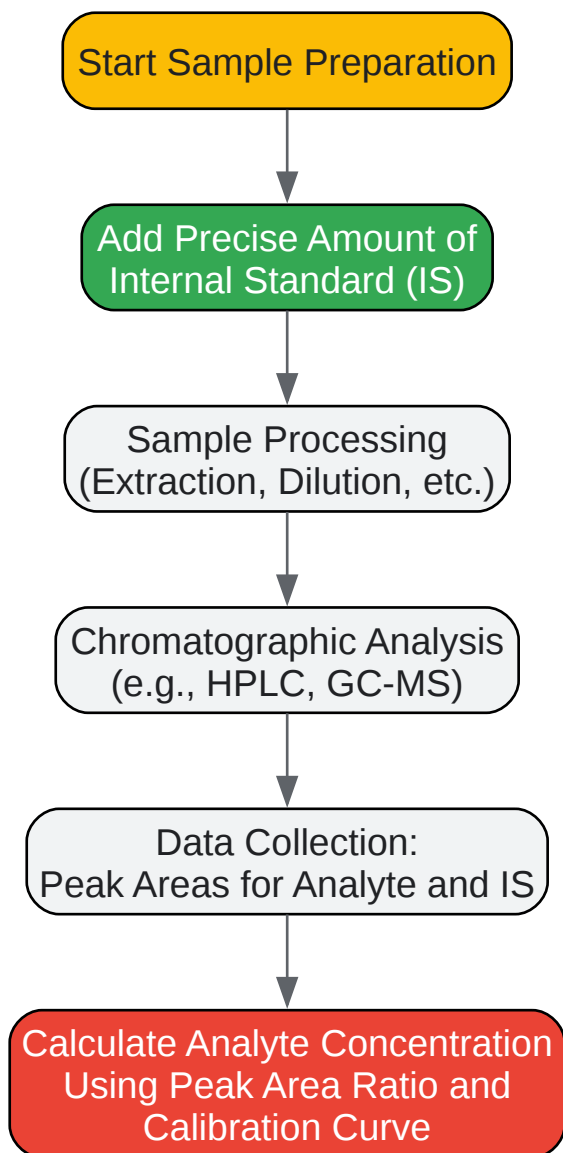 Start Sample Preparation
Add Precise Amount of
Internal Standard (IS)
Sample Processing
(Extraction, Dilution, etc.)
Chromatographic Analysis
(e.g., HPLC, GC-MS)
Data Collection:
Peak Areas for Analyte and IS
Calculate Analyte Concentration
Using Peak Area Ratio and
Calibration Curve